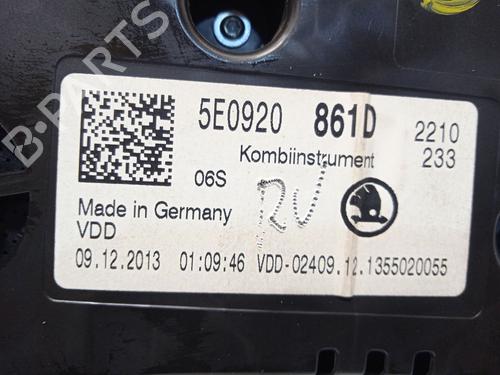 B-PARTS
5E0920 861D 2210
Kombiinstrument 233
06S
RV
Made in Germany
VDD
09.12.2013 01:09:46 VDD-02409.12.1355020055